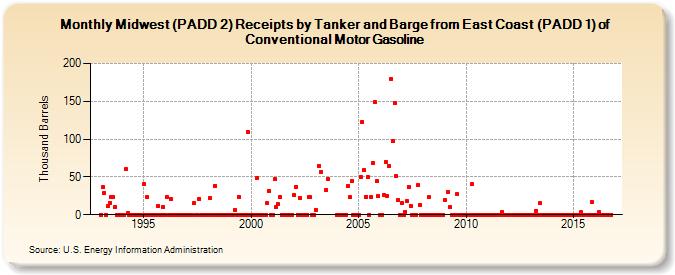 Monthly Midwest (PADD 2) Receipts by Tanker and Barge from East Coast (PADD 1) of
Conventional Motor Gasoline
Thousand Barrels
200
150
100
50
0
1995
2000
2005
2010
2015
Source: U.S. Energy Information Administration